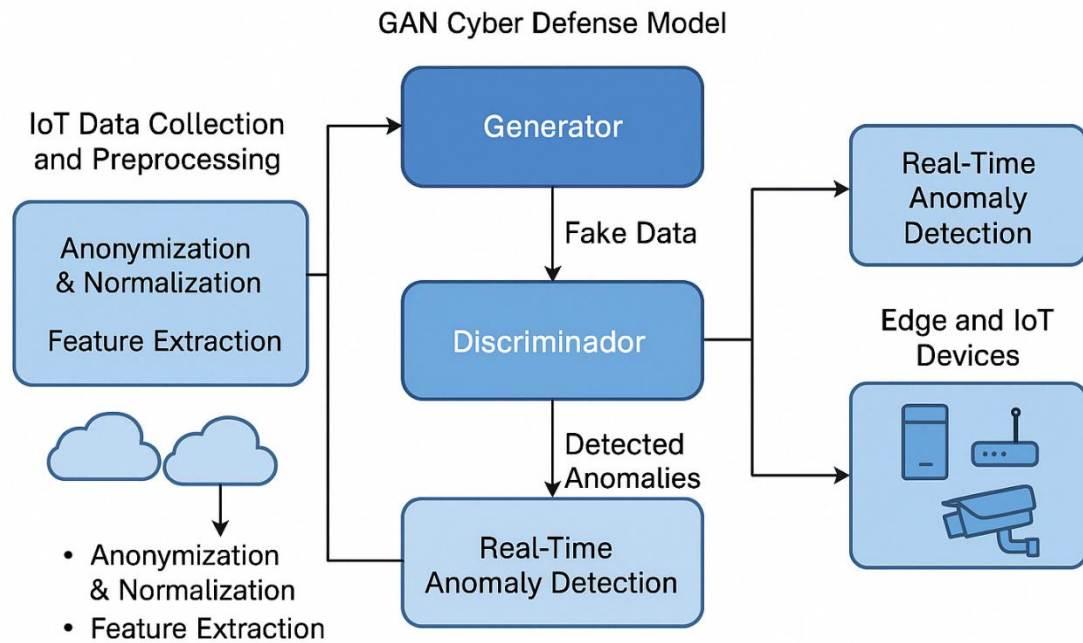 GAN Cyber Defense Model
IoT Data Collection
and Preprocessing
Anonymization
& Normalization
Feature Extraction
• Anonymization
& Normalization
• Feature Extraction
Generator
Fake Data
Discriminador
Detected
Anomalies
Real-Time
Anomaly Detection
Real-Time
Anomaly
Detection
Edge and IoT
Devices